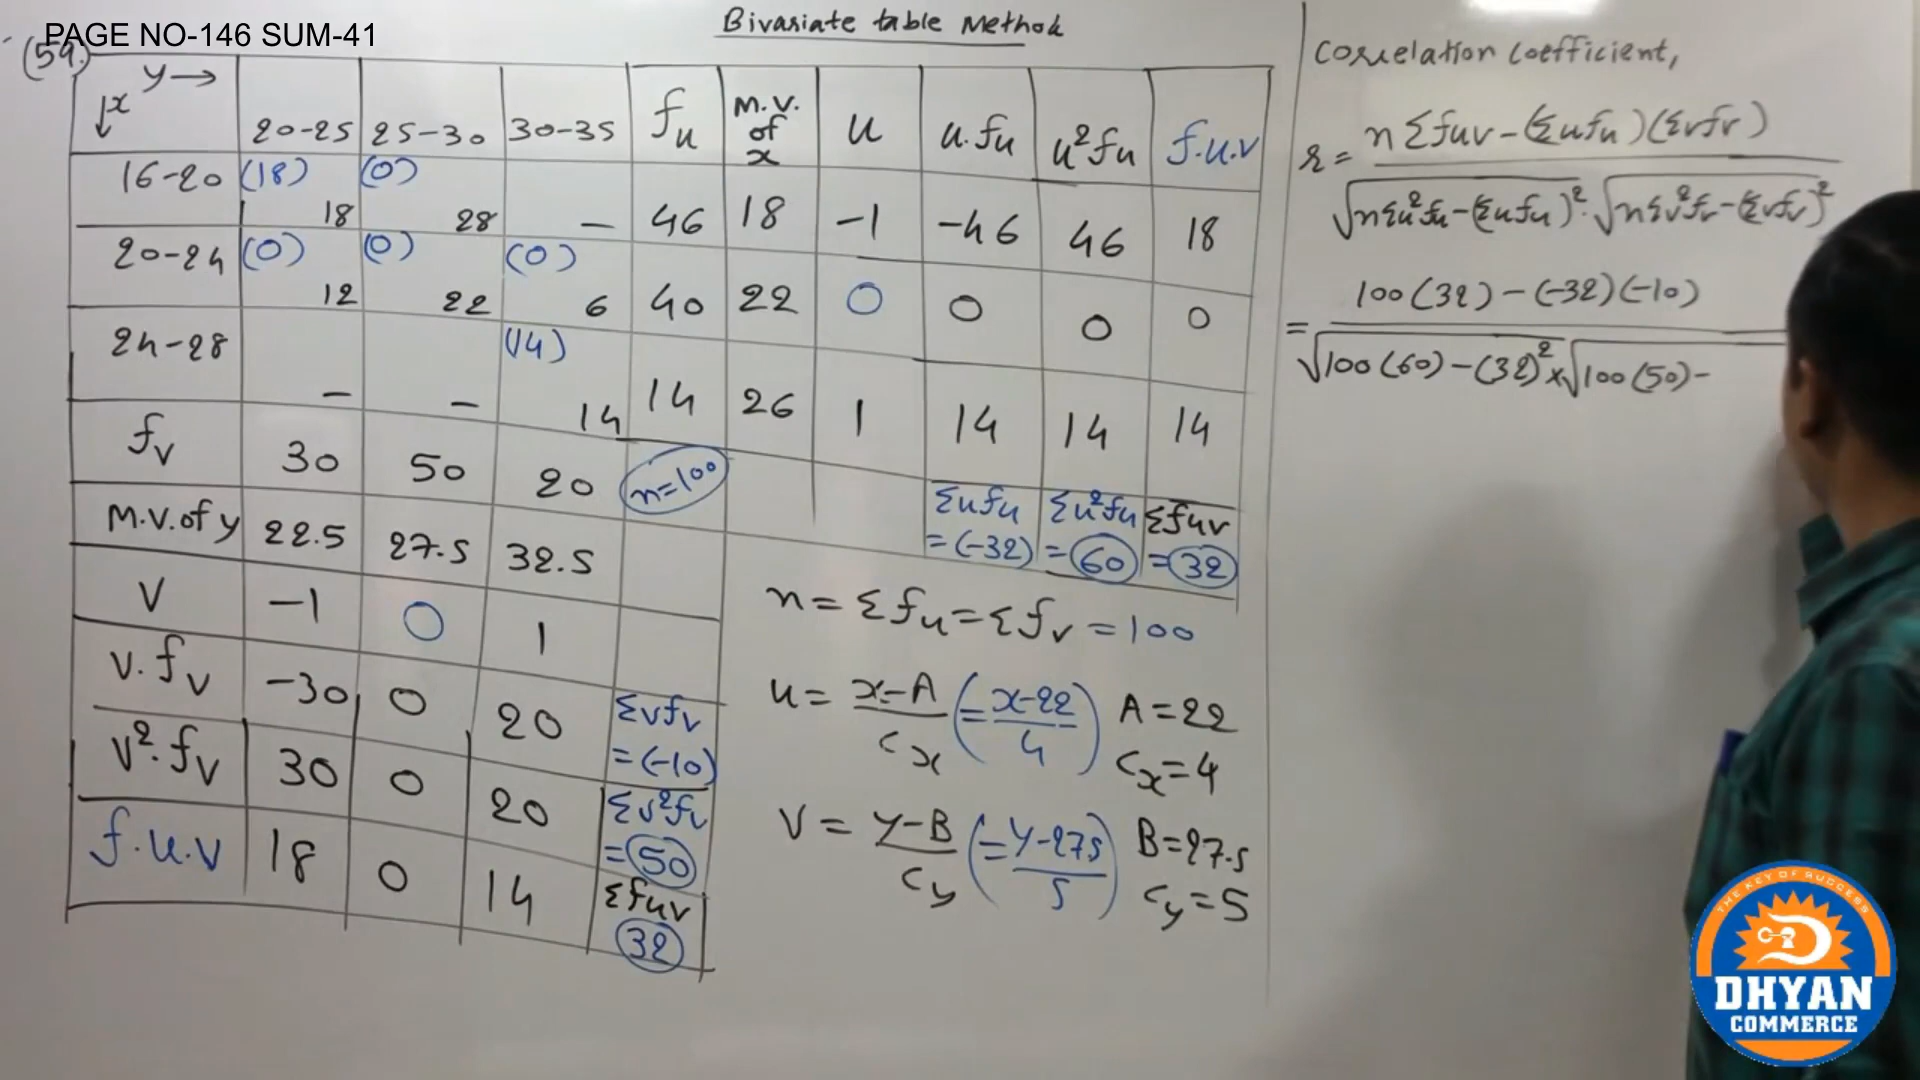 PAGE NO-146 SUM-41
Bivariate table Method
(59.)
y→ ↓x 20-25 25-30 30-35 fu M.V. of x u u.fu u²fu f.u.v
16-20 (18) 18 (0) 28 – 46 18 -1 -46 46 18
20-24 (0) 12 (0) 22 (0) 6 40 22 0 0 0 0
24-28 – – (14) 14 14 26 1 14 14 14
fv 30 50 20 n=100 Σufu = (-32) Σu²fu = 60 Σfuv = 32
M.V. of y 22.5 27.5 32.5
V -1 0 1
V.fv -30 0 20 Σvfv = (-10)
V².fv 30 0 20 Σv²fv = 50
f.u.v 18 0 14 Σfuv 32
n = Σfu = Σfv = 100
u = x-A / cx (= x-22 / 4) A = 22 cx = 4
V = y-B / cy (= y-27.5 / 5) B = 27.5 cy = 5
Correlation Coefficient,
r = nΣfuv - (Σufu)(Σvfv) / √nΣu²fu - (Σufu)² . √nΣv²fv - (Σvfv)²
= 100(32) - (-32)(-10) / √100(60) - (32)² × √100(50) -
THE KEY OF SUCCESS
DHYAN
COMMERCE